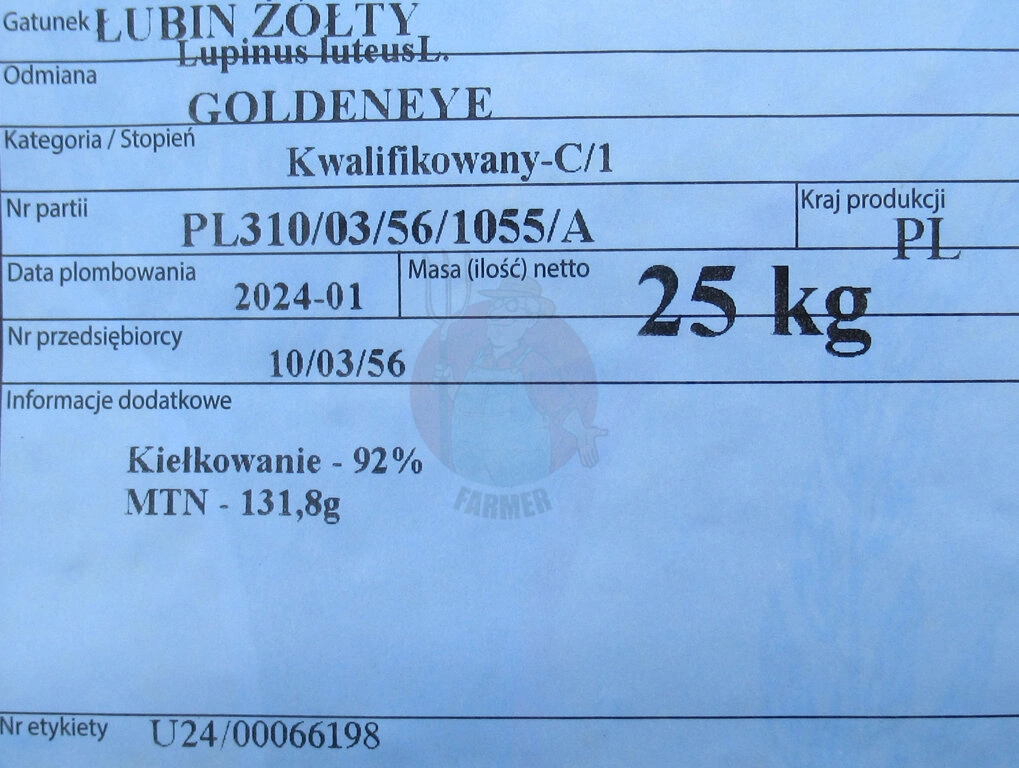 Gatunek ŁUBIN ŻÓŁTY
Lupinus luteusL.
Odmiana
GOLDENEYE
Kategoria / Stopień
Kwalifikowany-C/1
Nr partii
PL310/03/56/1055/A
Kraj produkcji
PL
Data plombowania
2024-01
Masa (ilość) netto
25 kg
Nr przedsiębiorcy
10/03/56
Informacje dodatkowe
Kiełkowanie - 92%
MTN - 131,8g
FARMER
Nr etykiety U24/00066198